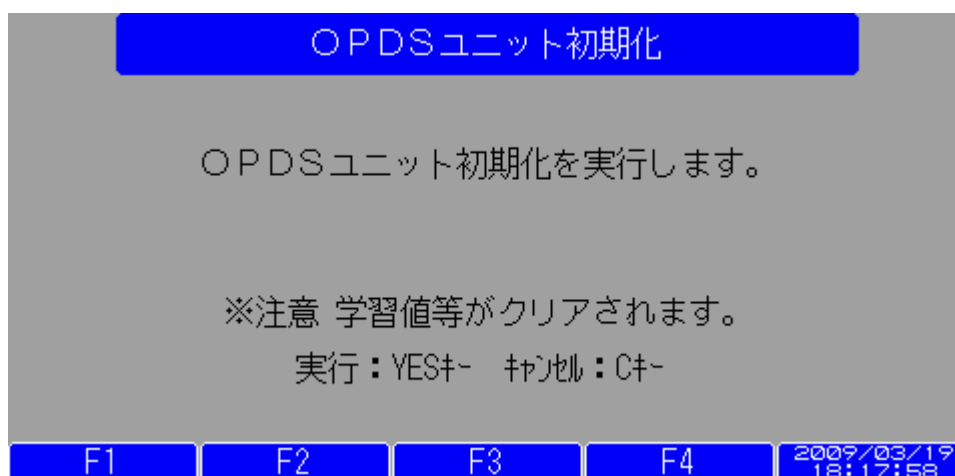 ＯＰＤＳユニット初期化
ＯＰＤＳユニット初期化を実行します。
※注意 学習値等がクリアされます。
実行：YESｷｰ ｷｬﾝｾﾙ：Cｷｰ
F1 F2 F3 F4 2009/03/19
18:17:58